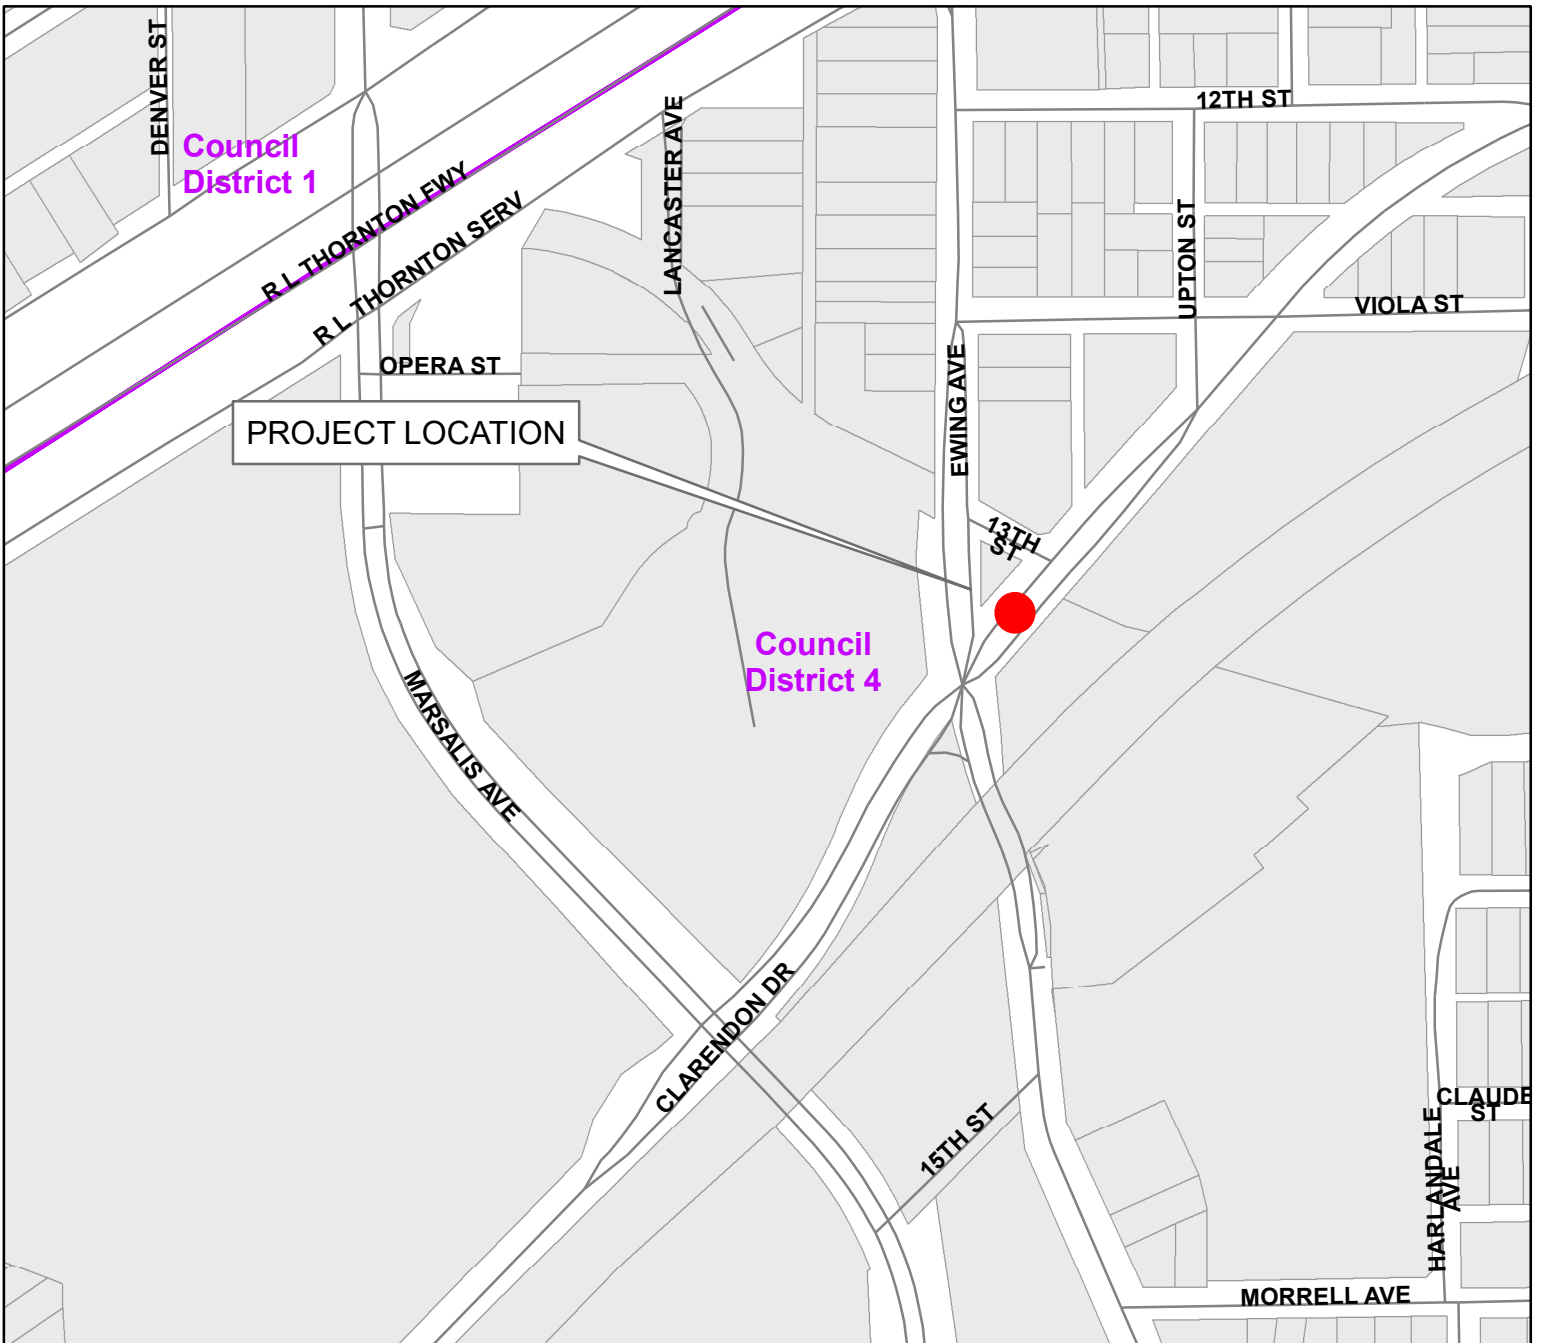 DENVER ST
Council
District 1
12TH ST
LANCASTER AVE
R L THORNTON FWY
R L THORNTON SERV
UPTON ST
VIOLA ST
OPERA ST
EWING AVE
PROJECT LOCATION
13TH
ST
Council
District 4
MARSALIS AVE
CLARENDON DR
15TH ST
CLAUDE
ST
HARLANDALE
AVE
MORRELL AVE